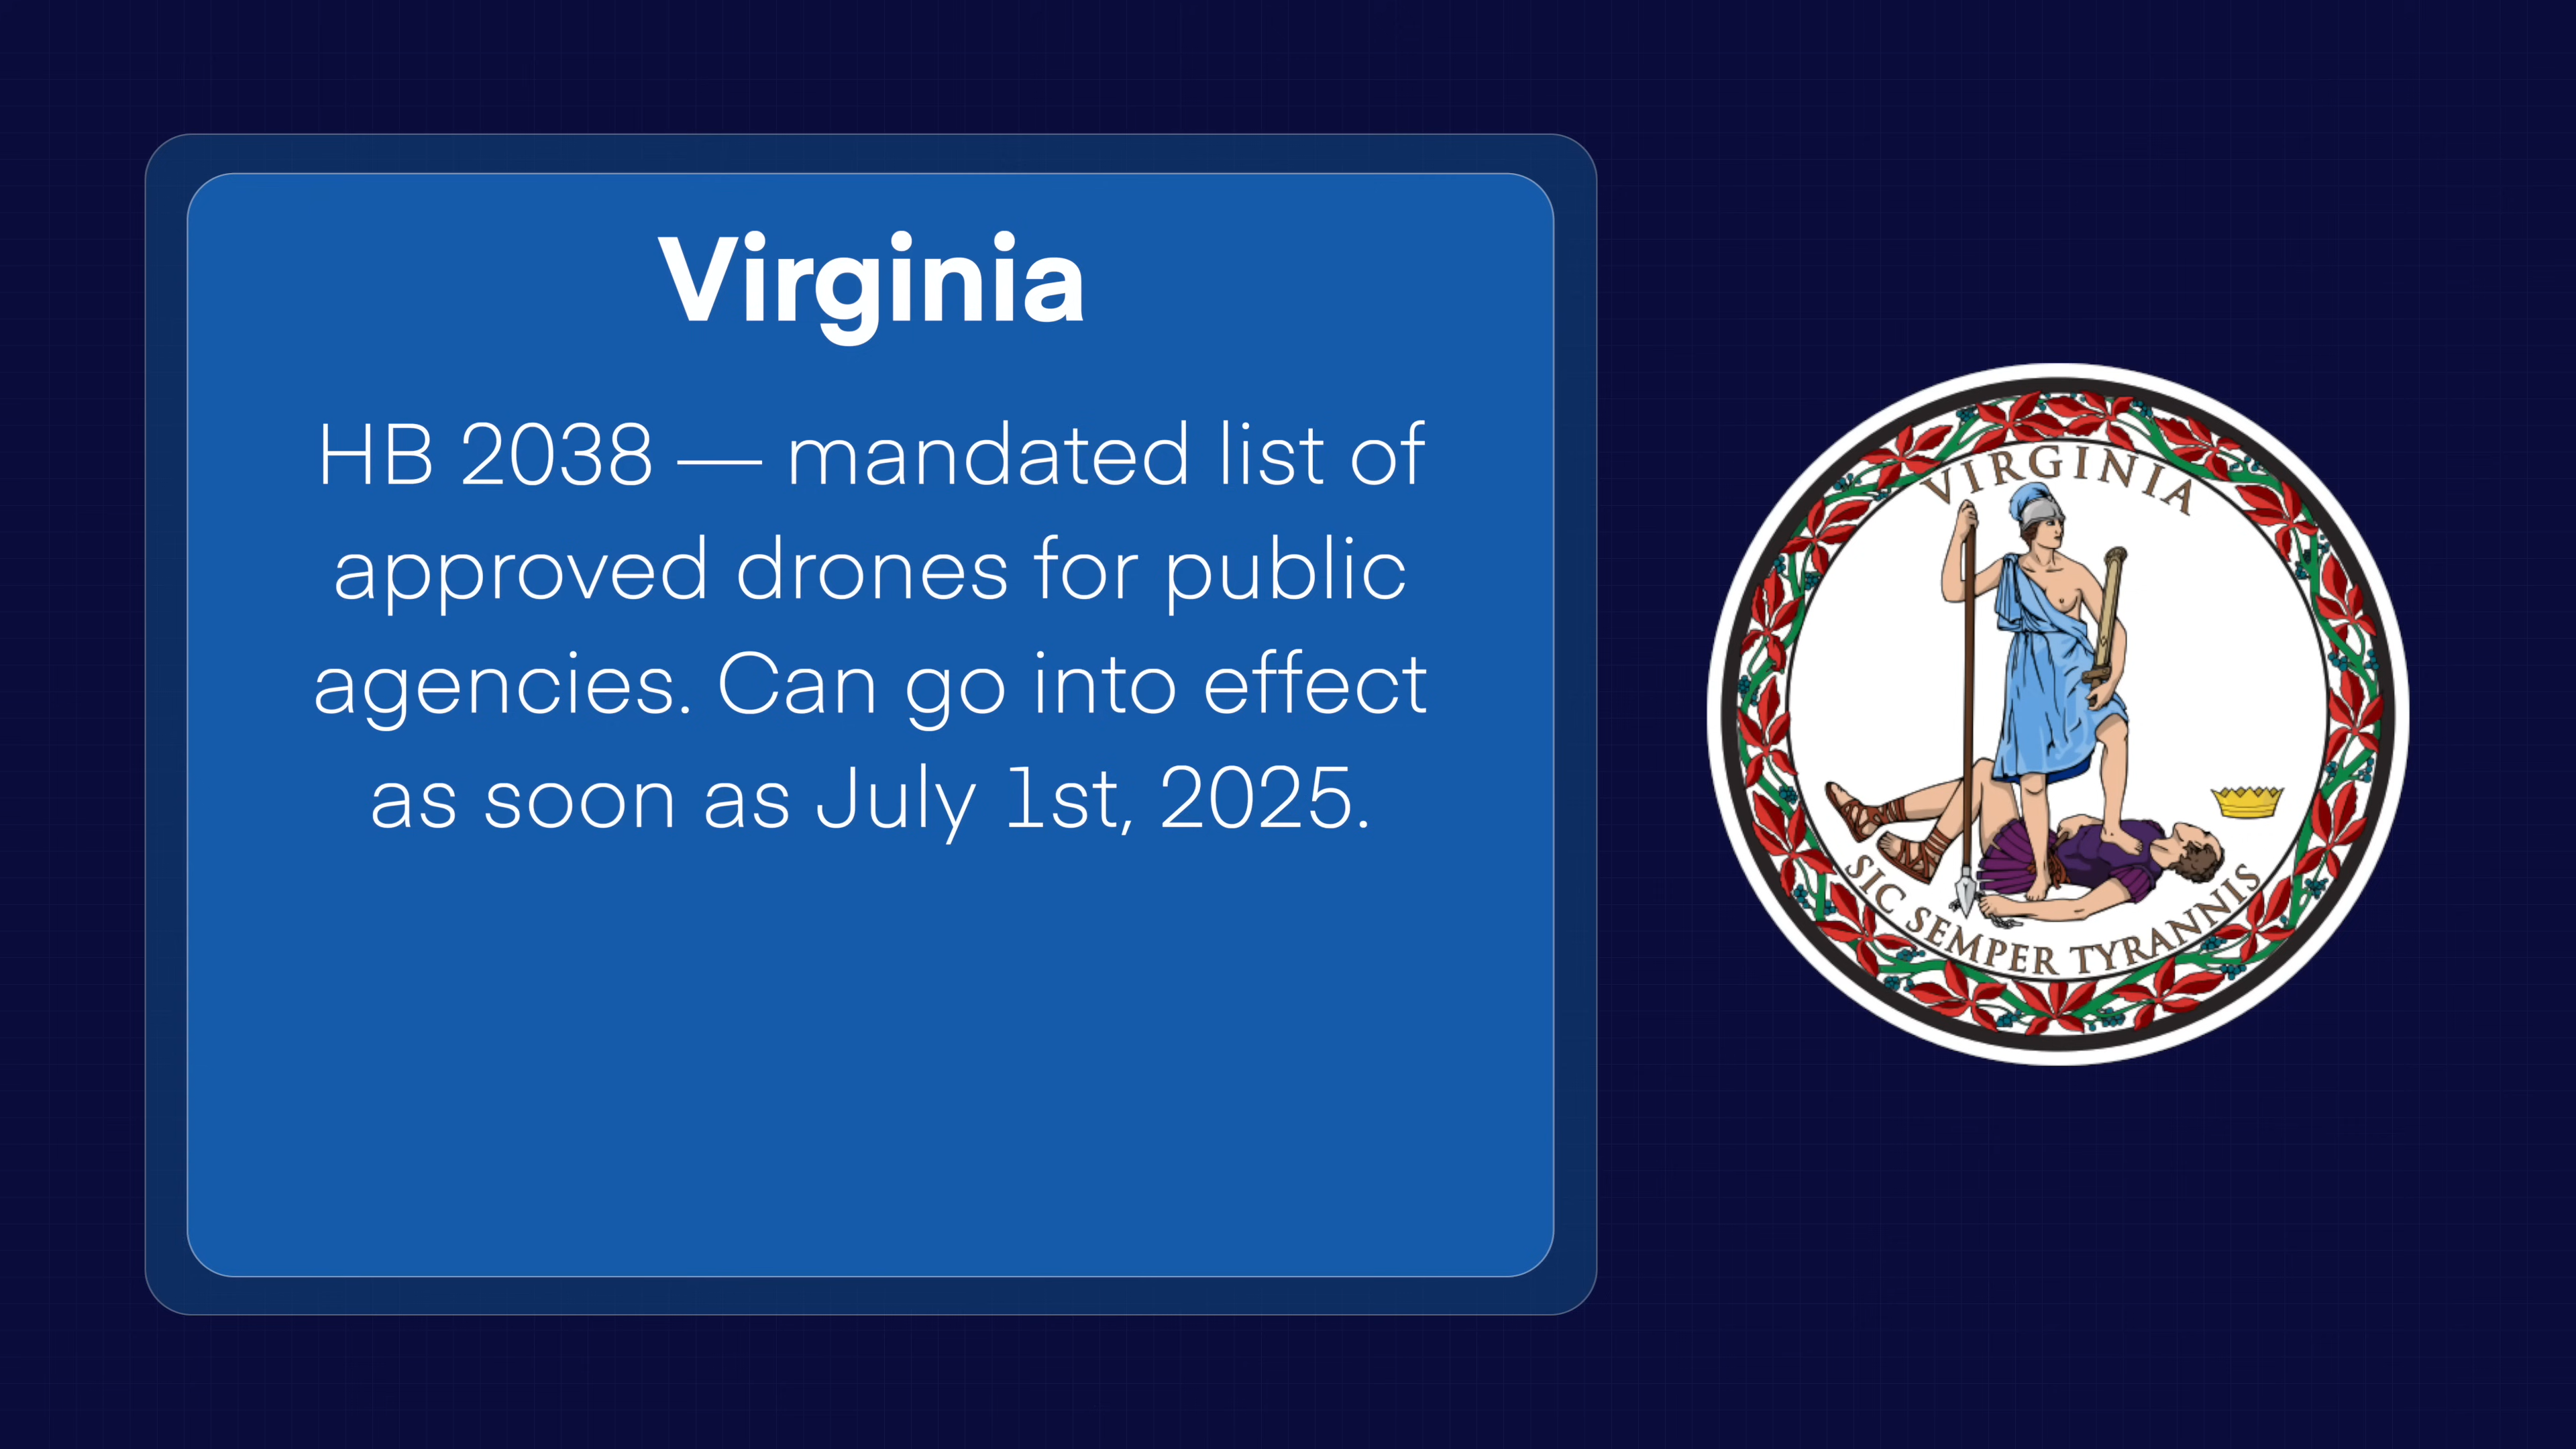 Virginia
HB 2038 — mandated list of
approved drones for public
agencies. Can go into effect
as soon as July 1st, 2025.
VIRGINIA
SIC SEMPER TYRANNIS